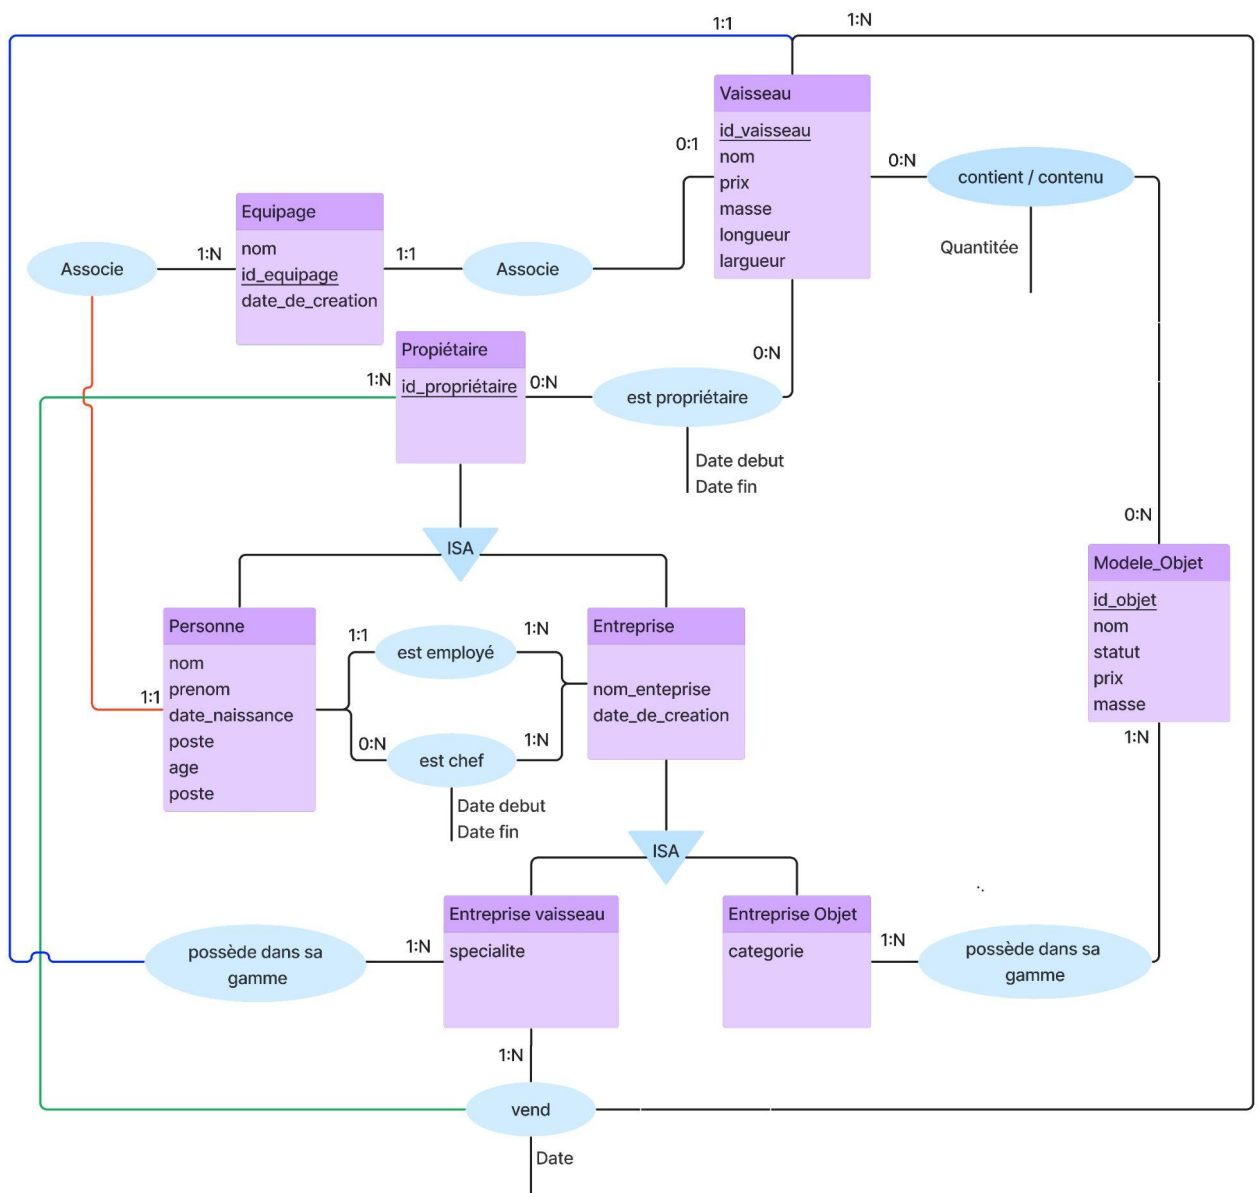 1:1
1:N
Vaisseau
id_vaisseau
nom
prix
masse
longueur
largueur
0:1
0:N
contient / contenu
Quantitée
Equipage
nom
id_equipage
date_de_creation
Associe
1:N
1:1
Associe
Propiétaire
id_propriétaire
1:N
0:N
0:N
est propriétaire
Date debut
Date fin
ISA
0:N
Modele_Objet
id_objet
nom
statut
prix
masse
1:N
Personne
nom
prenom
date_naissance
poste
age
poste
1:1
1:1
est employé
1:N
0:N
est chef
1:N
Date debut
Date fin
Entreprise
nom_enteprise
date_de_creation
ISA
possède dans sa
gamme
1:N
Entreprise vaisseau
specialite
Entreprise Objet
categorie
1:N
possède dans sa
gamme
1:N
vend
Date